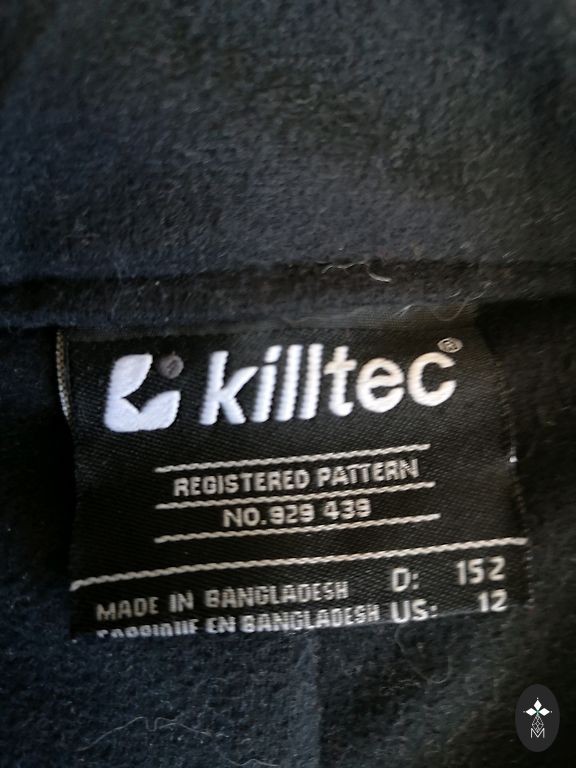 killtec®
REGISTERED PATTERN
NO.929 439
MADE IN BANGLADESH D: 152
FABRIQUE EN BANGLADESH US: 12
M